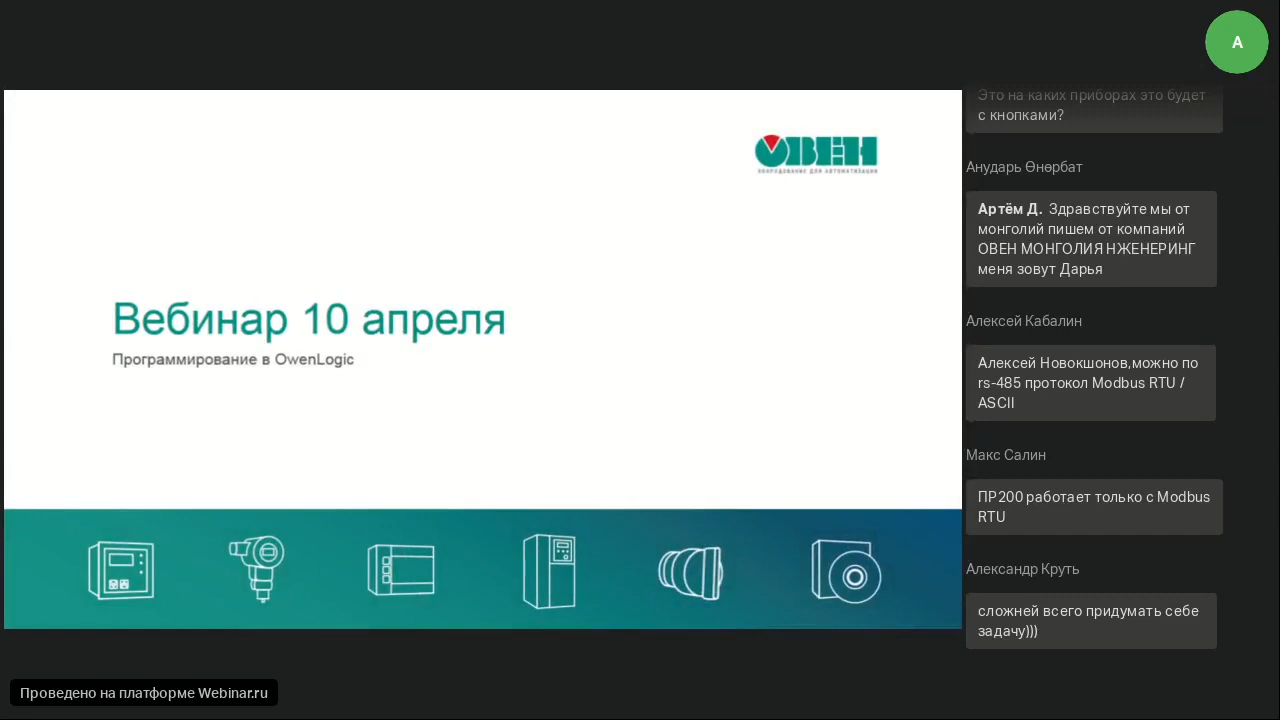 А
ОВЕН
ОБОРУДОВАНИЕ ДЛЯ АВТОМАТИЗАЦИИ
Вебинар 10 апреля
Программирование в OwenLogic
Это на каких приборах это будет
с кнопками?
Анударь Өнөрбат
Артём Д. Здравствуйте мы от
монголий пишем от компаний
ОВЕН МОНГОЛИЯ НЖЕНЕРИНГ
меня зовут Дарья
Алексей Кабалин
Алексей Новокшонов,можно по
rs-485 протокол Modbus RTU /
ASCII
Макс Салин
ПР200 работает только с Modbus
RTU
Александр Круть
сложней всего придумать себе
задачу)))
Проведено на платформе Webinar.ru